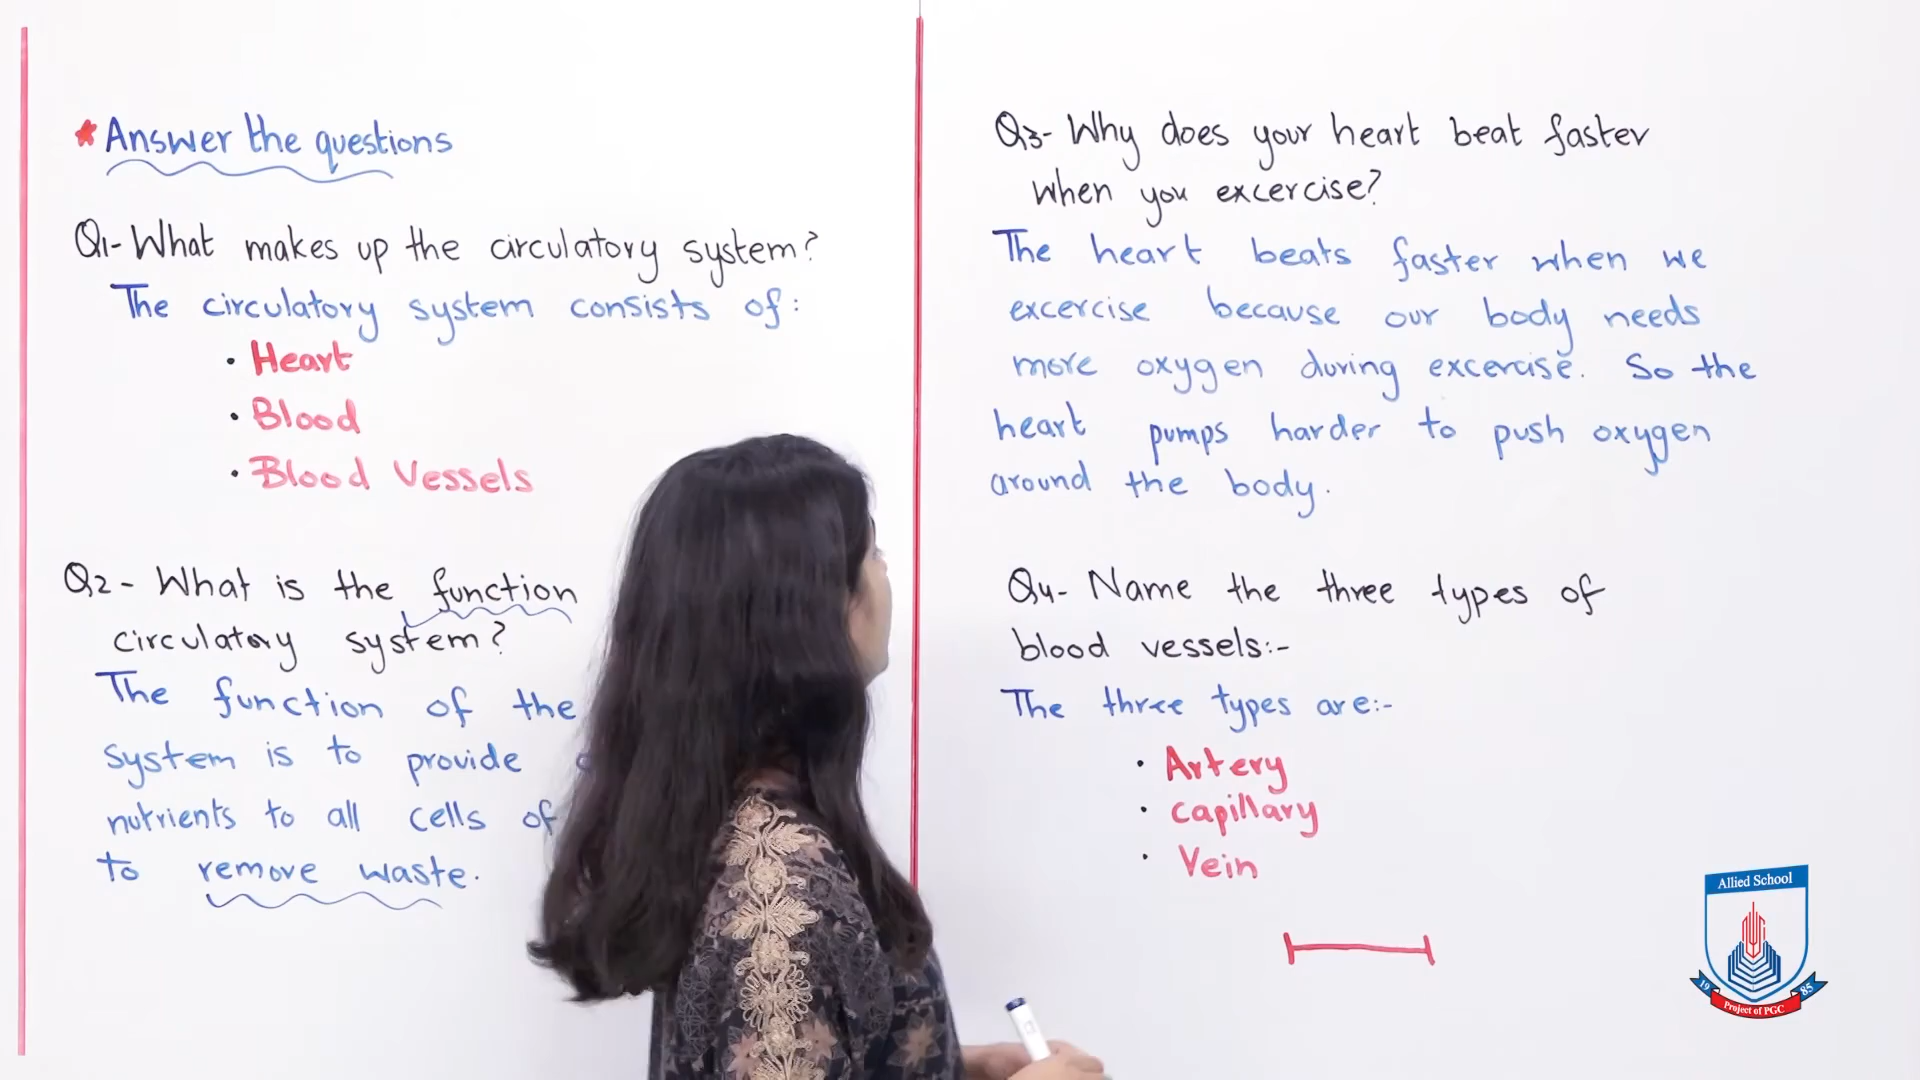 * Answer the questions
Q1- What makes up the circulatory system?
The circulatory system consists of:
• Heart
• Blood
• Blood Vessels
Q2- What is the function
circulatory system?
The function of the
system is to provide
nutrients to all cells of
to remove waste.
Q3- Why does your heart beat faster
when you excercise?
The heart beats faster when we
excercise because our body needs
more oxygen during excercise. So the
heart pumps harder to push oxygen
around the body.
Q4- Name the three types of
blood vessels:-
The three types are:-
• Artery
• Capillary
• Vein
Allied School
19 85
Project of PGC